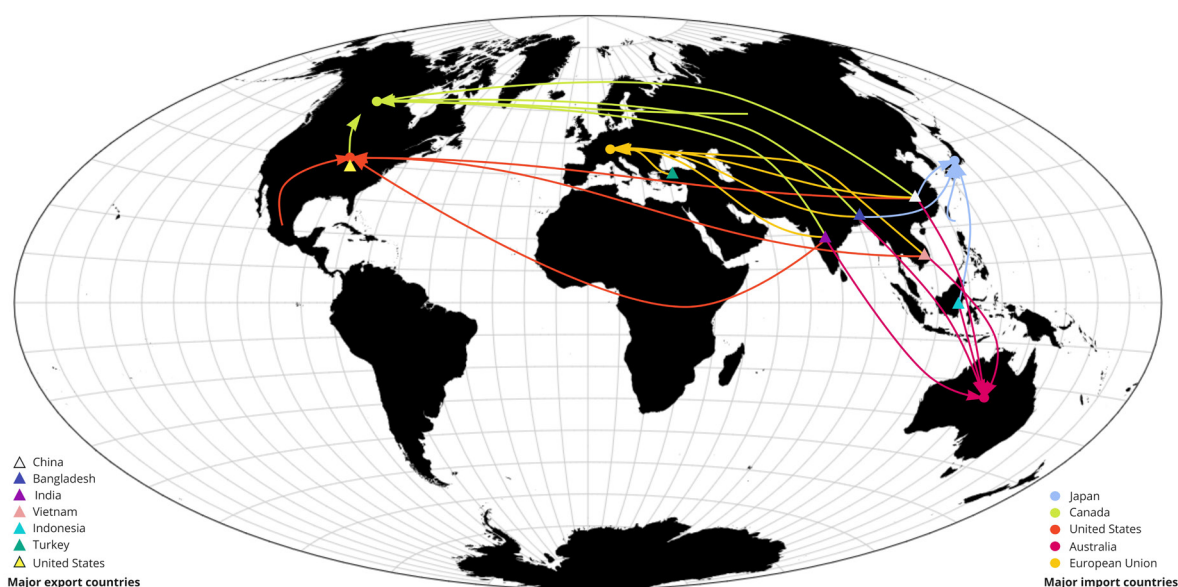 China
Bangladesh
India
Vietnam
Indonesia
Turkey
United States
Major export countries
Japan
Canada
United States
Australia
European Union
Major import countries